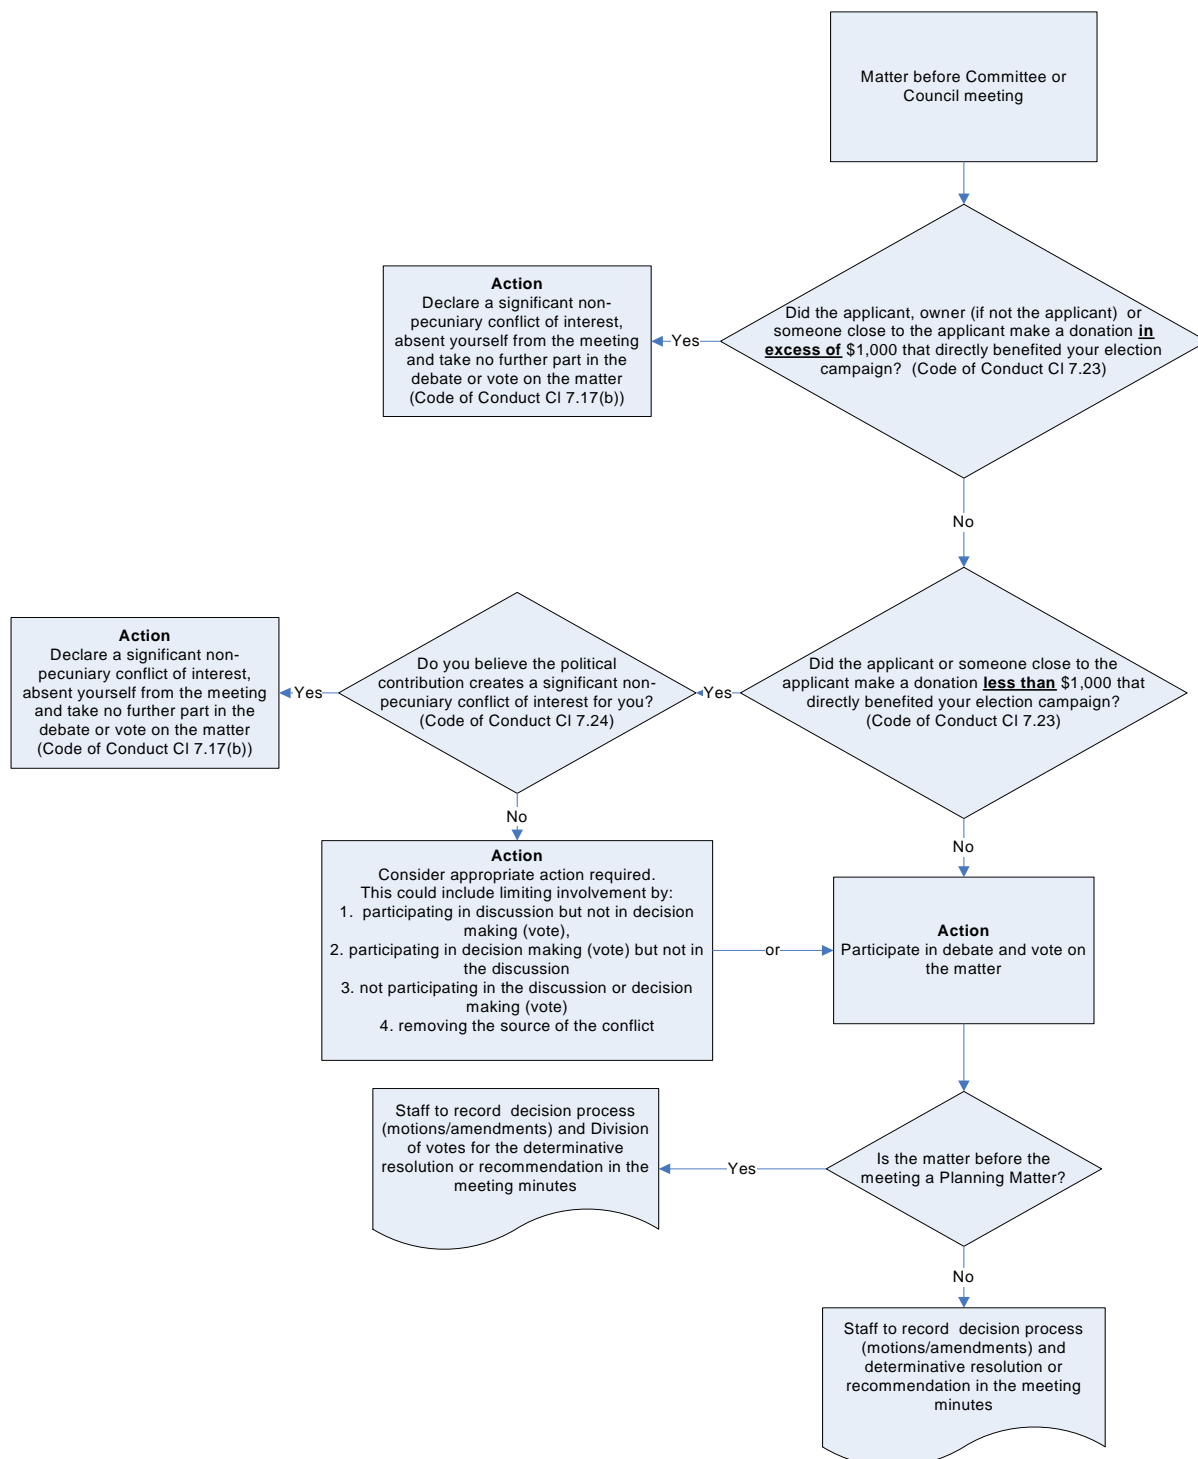 Matter before Committee or
Council meeting
Did the applicant, owner (if not the applicant)  or
someone close to the applicant make a donation in
excess of $1,000 that directly benefited your election
campaign?  (Code of Conduct Cl 7.23)
Yes
Action
Declare a significant non-
pecuniary conflict of interest,
absent yourself from the meeting
and take no further part in the
debate or vote on the matter
(Code of Conduct Cl 7.17(b))
No
Did the applicant or someone close to the
applicant make a donation less than $1,000 that
directly benefited your election campaign?
(Code of Conduct Cl 7.23)
Yes
Do you believe the political
contribution creates a significant non-
pecuniary conflict of interest for you?
(Code of Conduct Cl 7.24)
Yes
Action
Declare a significant non-
pecuniary conflict of interest,
absent yourself from the meeting
and take no further part in the
debate or vote on the matter
(Code of Conduct Cl 7.17(b))
No
Action
Consider appropriate action required.
This could include limiting involvement by:
1.  participating in discussion but not in decision
making (vote),
2. participating in decision making (vote) but not in
the discussion
3. not participating in the discussion or decision
making (vote)
4. removing the source of the conflict
or
No
Action
Participate in debate and vote on
the matter
Is the matter before the
meeting a Planning Matter?
Yes
Staff to record  decision process
(motions/amendments) and Division
of votes for the determinative
resolution or recommendation in the
meeting minutes
No
Staff to record  decision process
(motions/amendments) and
determinative resolution or
recommendation in the meeting
minutes